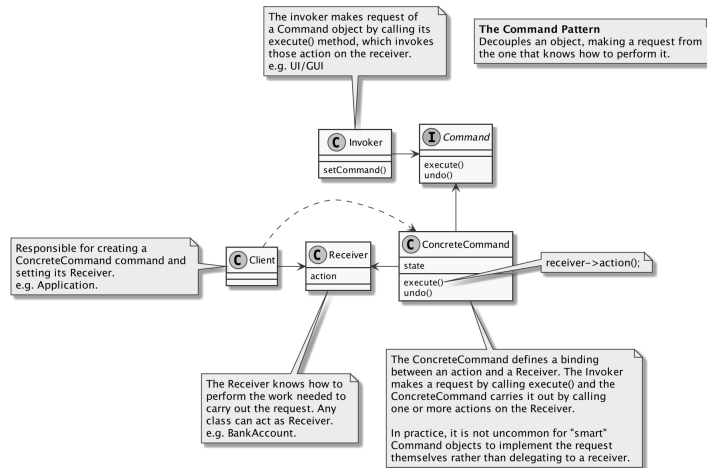 The invoker makes request of
a Command object by calling its
execute() method, which invokes
those action on the receiver.
e.g. UI/GUI
The Command Pattern
Decouples an object, making a request from
the one that knows how to perform it.
C Invoker
setCommand()
I Command
execute()
undo()
Responsible for creating a
ConcreteCommand command and
setting its Receiver.
e.g. Application.
C Client
C Receiver
action
C ConcreteCommand
state
execute()
undo()
receiver->action();
The Receiver knows how to
perform the work needed to
carry out the request. Any
class can act as Receiver.
e.g. BankAccount.
The ConcreteCommand defines a binding
between an action and a Receiver. The Invoker
makes a request by calling execute() and the
ConcreteCommand carries it out by calling
one or more actions on the Receiver.
In practice, it is not uncommon for "smart"
Command objects to implement the request
themselves rather than delegating to a receiver.